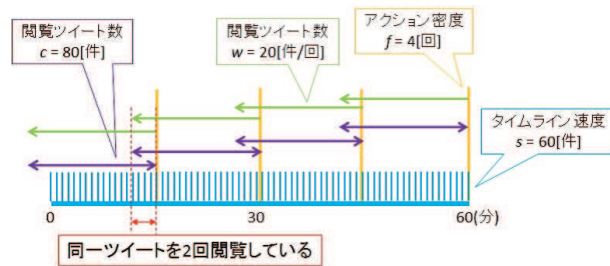 閲覧ツイート数
c = 80[件]
閲覧ツイート数
w = 20[件/回]
アクション密度
f = 4[回]
タイムライン速度
s = 60[件]
0
30
60(分)
同一ツイートを2回閲覧している